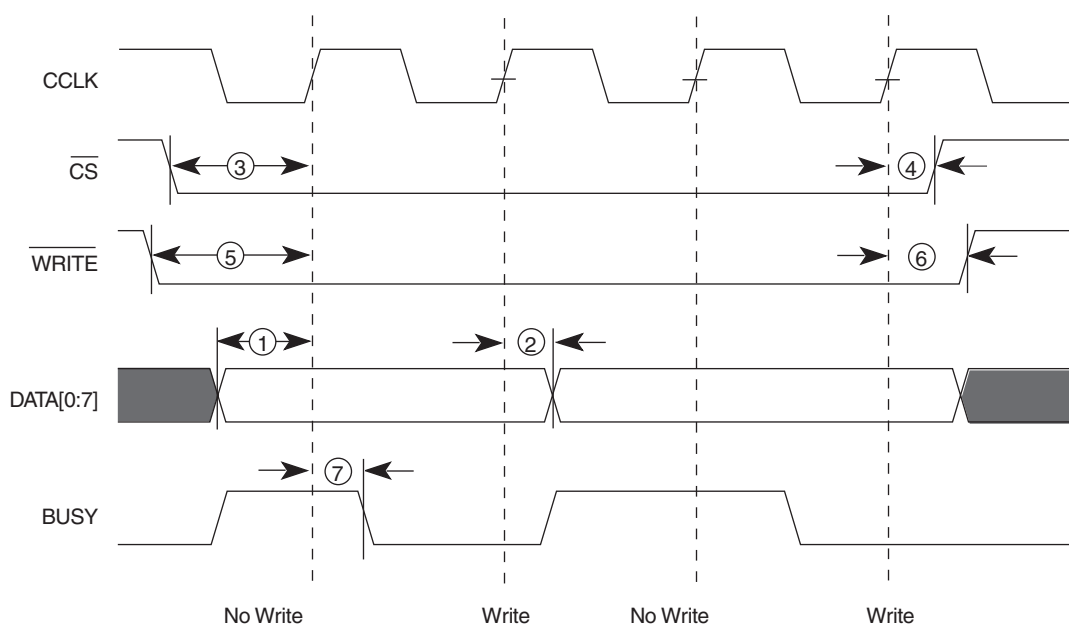 CCLK
CS
3
4
WRITE
5
6
1
2
DATA[0:7]
7
BUSY
No Write Write No Write Write